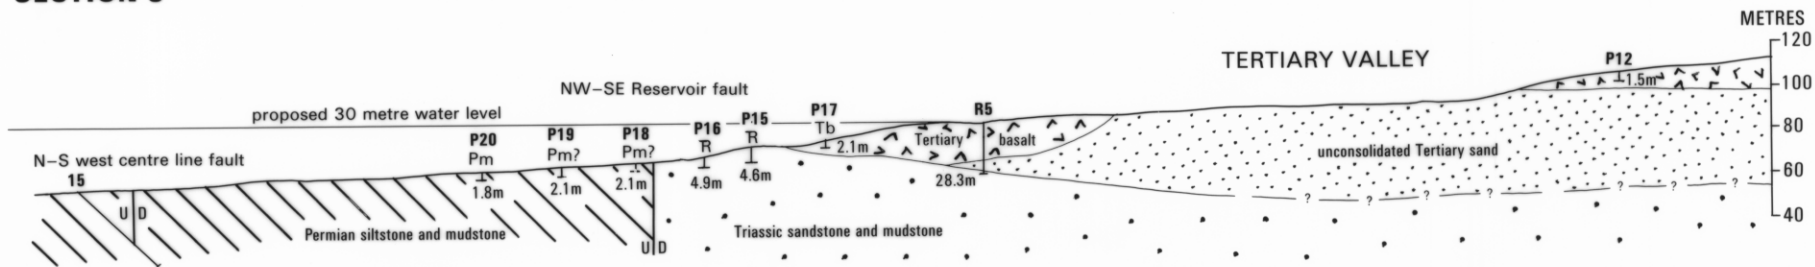 METRES
120
TERTIARY VALLEY
P12
1.5m
100
NW–SE Reservoir fault
proposed 30 metre water level
P17
Tb
2.1m
R5
P15
R
4.6m
P16
R
4.9m
P18
Pm?
2.1m
P19
Pm?
2.1m
P20
Pm
1.8m
80
Tertiary basalt
unconsolidated Tertiary sand
N–S west centre line fault
15
28.3m
60
U D
? ? ? ? ? ? ?
40
Permian siltstone and mudstone
Triassic sandstone and mudstone
U D